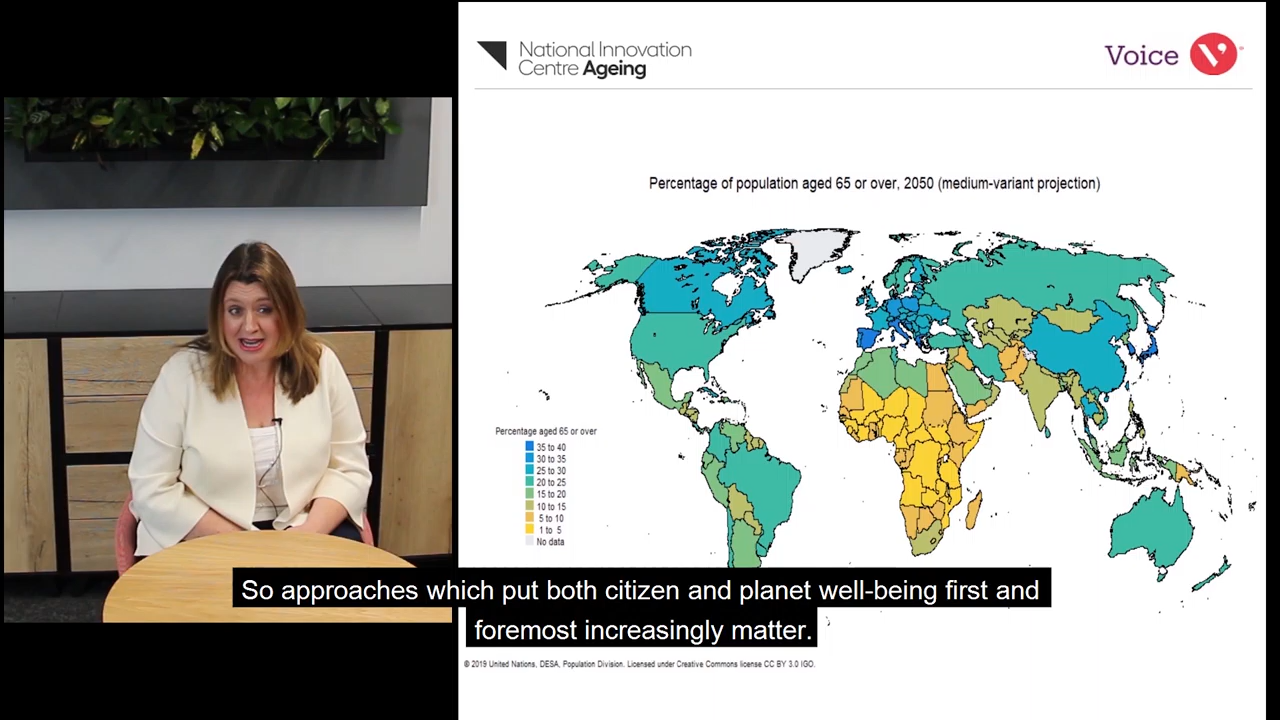 National Innovation
Centre Ageing
Voice
Percentage of population aged 65 or over, 2050 (medium-variant projection)
Percentage aged 65 or over
35 to 40
30 to 35
25 to 30
20 to 25
15 to 20
10 to 15
5 to 10
1 to 5
No data
So approaches which put both citizen and planet well-being first and
foremost increasingly matter.
© 2019 United Nations, DESA, Population Division. Licensed under Creative Commons license CC BY 3.0 IGO.